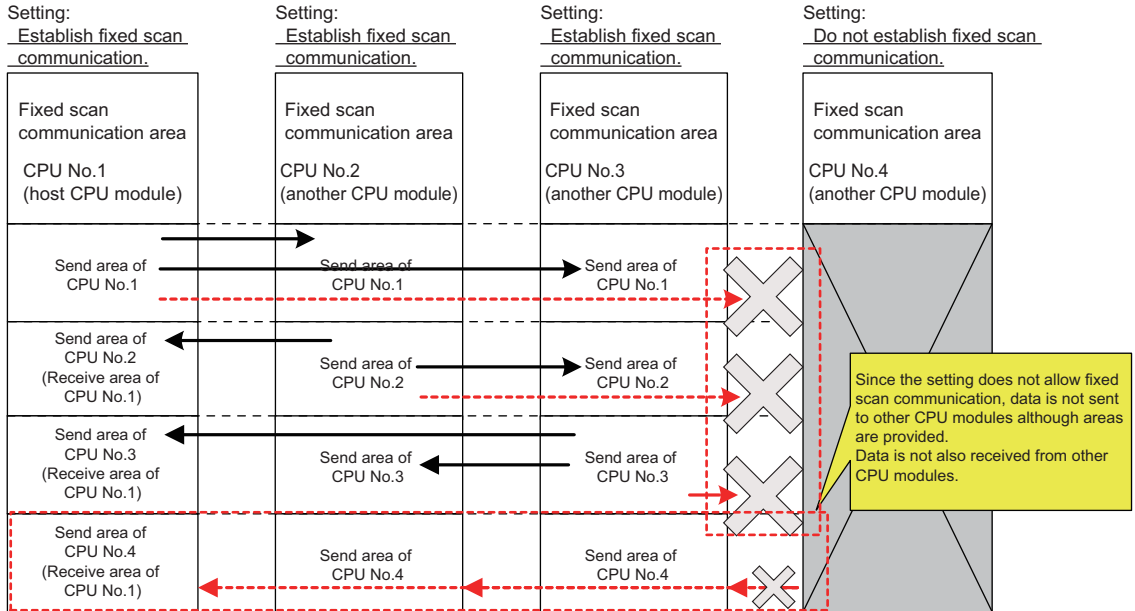 Setting:
Establish fixed scan
communication.
Setting:
Establish fixed scan
communication.
Setting:
Establish fixed scan
communication.
Setting:
Do not establish fixed scan
communication.
Fixed scan
communication area
CPU No.1
(host CPU module)
Fixed scan
communication area
CPU No.2
(another CPU module)
Fixed scan
communication area
CPU No.3
(another CPU module)
Fixed scan
communication area
CPU No.4
(another CPU module)
Send area of
CPU No.1
Send area of
CPU No.1
Send area of
CPU No.1
Send area of
CPU No.2
(Receive area of
CPU No.1)
Send area of
CPU No.2
Send area of
CPU No.2
Send area of
CPU No.3
(Receive area of
CPU No.1)
Send area of
CPU No.3
Send area of
CPU No.3
Send area of
CPU No.4
(Receive area of
CPU No.1)
Send area of
CPU No.4
Send area of
CPU No.4
Since the setting does not allow fixed
scan communication, data is not sent
to other CPU modules although areas
are provided.
Data is not also received from other
CPU modules.